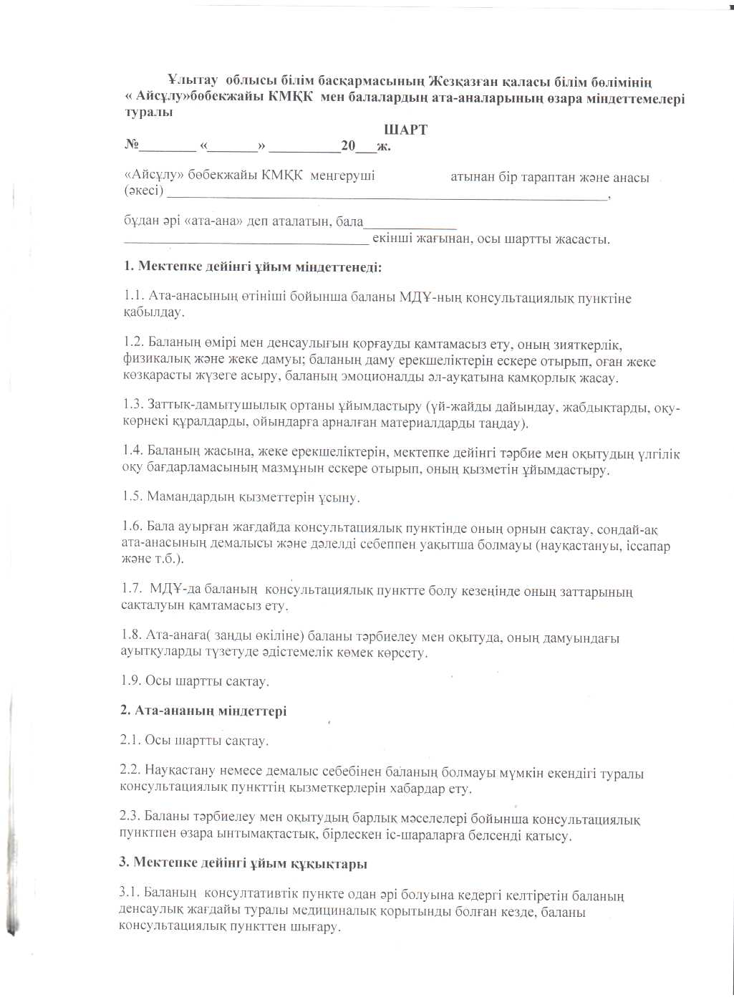 Ұлытау облысы білім басқармасының Жезқазған қаласы білім бөлімінің
« Айсұлу»бөбекжайы КМҚК мен балалардың ата-аналарының өзара міндеттемелері
туралы
ШАРТ
№________ «_______» __________20___ж.
«Айсұлу» бөбекжайы КМҚК меңгеруші атынан бір тараптан және анасы
(әкесі) _____________________________________________________________,
бұдан әрі «ата-ана» деп аталатын, бала_____________
__________________________________ екінші жағынан, осы шартты жасасты.
1. Мектепке дейінгі ұйым міндеттенеді:
1.1. Ата-анасының өтініші бойынша баланы МДҰ-ның консультациялық пунктіне
қабылдау.
1.2. Баланың өмірі мен денсаулығын қорғауды қамтамасыз ету, оның зияткерлік,
физикалық және жеке дамуы; баланың даму ерекшеліктерін ескере отырып, оған жеке
көзқарасты жүзеге асыру, баланың эмоционалды әл-ауқатына қамқорлық жасау.
1.3. Заттық-дамытушылық ортаны ұйымдастыру (үй-жайды дайындау, жабдықтарды, оқу-
көрнекі құралдарды, ойындарға арналған материалдарды таңдау).
1.4. Баланың жасына, жеке ерекшеліктерін, мектепке дейінгі тәрбие мен оқытудың үлгілік
оқу бағдарламасының мазмұнын ескере отырып, оның қызметін ұйымдастыру.
1.5. Мамандардың қызметтерін ұсыну.
1.6. Бала ауырған жағдайда консультациялық пунктінде оның орнын сақтау, сондай-ақ
ата-анасының демалысы және дәлелді себеппен уақытша болмауы (науқастануы, іссапар
және т.б.).
1.7. МДҰ-да баланың консультациялық пунктте болу кезеңінде оның заттарының
сақталуын қамтамасыз ету.
1.8. Ата-анаға( заңды өкіліне) баланы тәрбиелеу мен оқытуда, оның дамуындағы
ауытқуларды түзетуде әдістемелік көмек көрсету.
1.9. Осы шартты сақтау.
2. Ата-ананың міндеттері
2.1. Осы шартты сақтау.
2.2. Науқастану немесе демалыс себебінен баланың болмауы мүмкін екендігі туралы
консультациялық пункттің қызметкерлерін хабардар ету.
2.3. Баланы тәрбиелеу мен оқытудың барлық мәселелері бойынша консультациялық
пунктпен өзара ынтымақтастық, бірлескен іс-шараларға белсенді қатысу.
3. Мектепке дейінгі ұйым құқықтары
3.1. Баланың консультативтік пункте одан әрі болуына кедергі келтіретін баланың
денсаулық жағдайы туралы медициналық қорытынды болған кезде, баланы
консультациялық пункттен шығару.